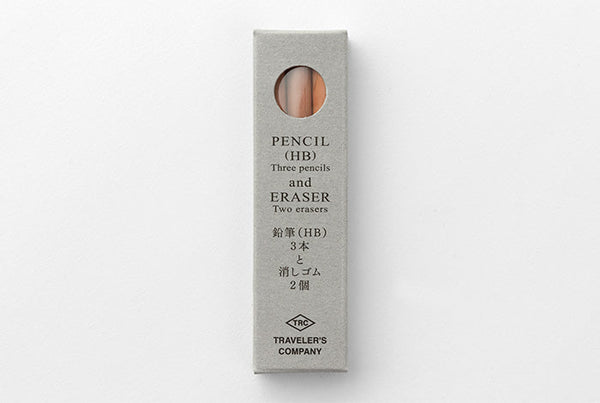 PENCIL
(HB)
Three pencils
and
ERASER
Two erasers
鉛筆(HB)
3本
と
消しゴム
2個
TRC
TRAVELER'S
COMPANY